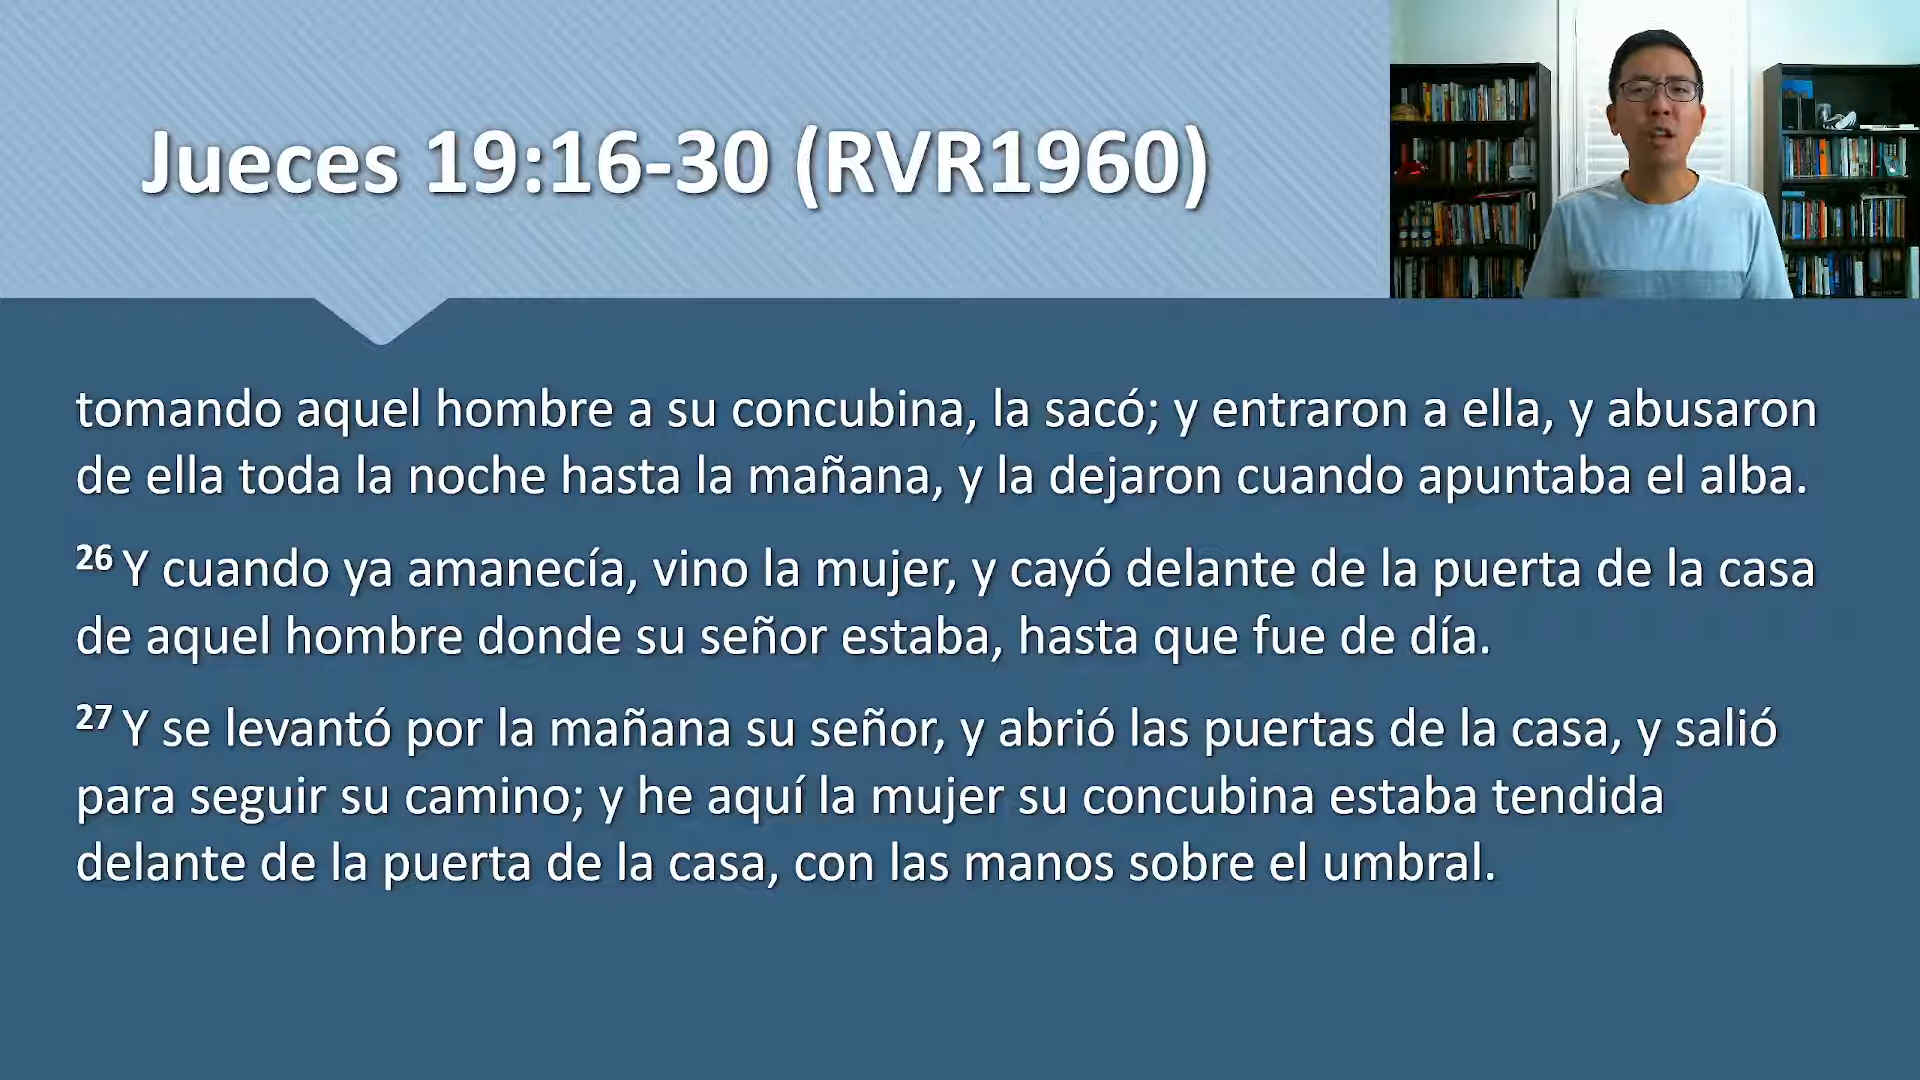 Jueces 19:16-30 (RVR1960)
tomando aquel hombre a su concubina, la sacó; y entraron a ella, y abusaron
de ella toda la noche hasta la mañana, y la dejaron cuando apuntaba el alba.
26 Y cuando ya amanecía, vino la mujer, y cayó delante de la puerta de la casa
de aquel hombre donde su señor estaba, hasta que fue de día.
27 Y se levantó por la mañana su señor, y abrió las puertas de la casa, y salió
para seguir su camino; y he aquí la mujer su concubina estaba tendida
delante de la puerta de la casa, con las manos sobre el umbral.